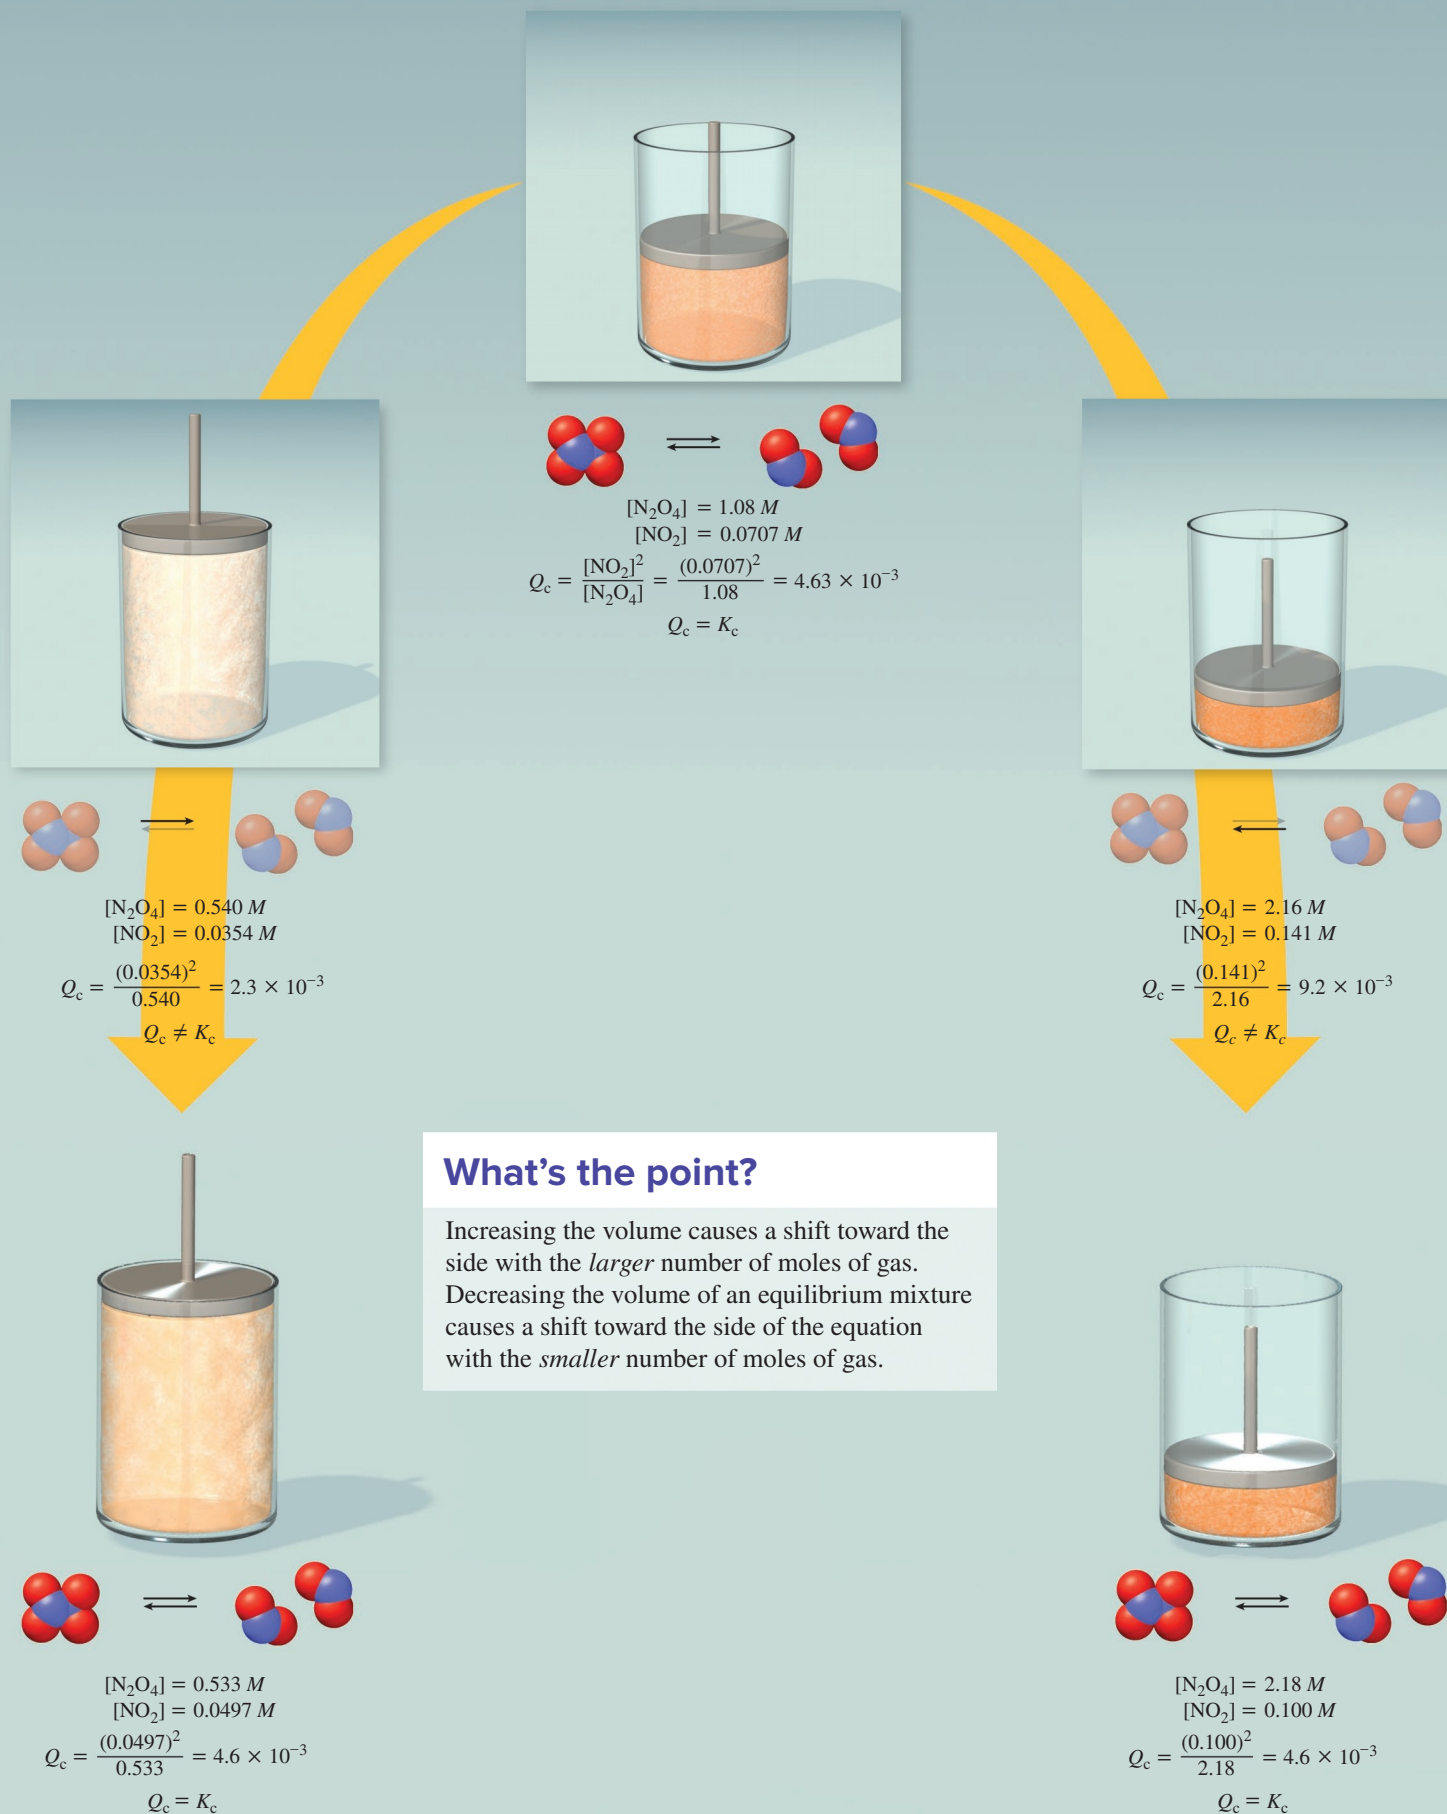 [N₂O₄] = 1.08 M
[NO₂] = 0.0707 M
Qc = [NO₂]²/[N₂O₄] = (0.0707)²/1.08 = 4.63 × 10⁻³
Qc = Kc
[N₂O₄] = 0.540 M
[NO₂] = 0.0354 M
Qc = (0.0354)²/0.540 = 2.3 × 10⁻³
Qc ≠ Kc
[N₂O₄] = 2.16 M
[NO₂] = 0.141 M
Qc = (0.141)²/2.16 = 9.2 × 10⁻³
Qc ≠ Kc
What's the point?
Increasing the volume causes a shift toward the
side with the larger number of moles of gas.
Decreasing the volume of an equilibrium mixture
causes a shift toward the side of the equation
with the smaller number of moles of gas.
[N₂O₄] = 0.533 M
[NO₂] = 0.0497 M
Qc = (0.0497)²/0.533 = 4.6 × 10⁻³
Qc = Kc
[N₂O₄] = 2.18 M
[NO₂] = 0.100 M
Qc = (0.100)²/2.18 = 4.6 × 10⁻³
Qc = Kc